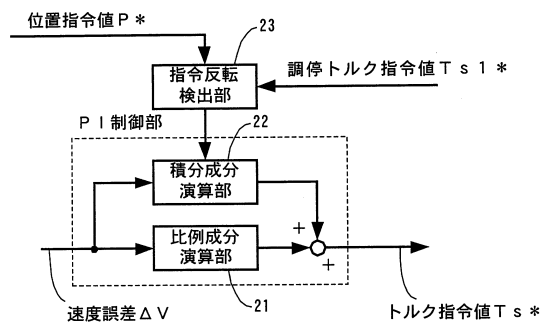 位置指令値P*
23
指令反転
検出部
調停トルク指令値Ts1*
PI制御部
22
積分成分
演算部
+
比例成分
演算部
+
21
速度誤差ΔV
トルク指令値Ts*